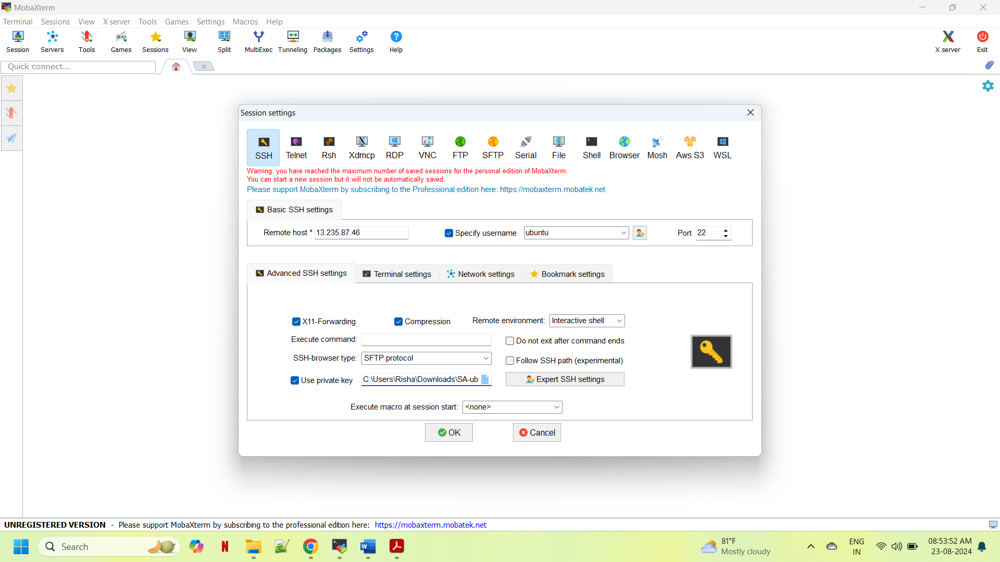 MobaXterm
Terminal Sessions View X server Tools Games Settings Macros Help
Session Servers Tools Games Sessions View Split MultiExec Tunneling Packages Settings Help X server Exit
Quick connect...
Session settings
SSH Telnet Rsh Xdmcp RDP VNC FTP SFTP Serial File Shell Browser Mosh Aws S3 WSL
Warning: you have reached the maximum number of saved sessions for the personal edition of MobaXterm.
You can start a new session but it will not be automatically saved.
Please support MobaXterm by subscribing to the Professional edition here: https://mobaxterm.mobatek.net
Basic SSH settings
Remote host * 13.235.87.46 Specify username ubuntu Port 22
Advanced SSH settings Terminal settings Network settings Bookmark settings
X11-Forwarding Compression Remote environment: Interactive shell
Execute command: Do not exit after command ends
SSH-browser type: SFTP protocol Follow SSH path (experimental)
Use private key C:\Users\Risha\Downloads\SA-ub Expert SSH settings
Execute macro at session start: <none>
OK Cancel
UNREGISTERED VERSION - Please support MobaXterm by subscribing to the professional edition here: https://mobaxterm.mobatek.net
Search
81°F
Mostly cloudy
ENG
IN
08:53:52 AM
23-08-2024